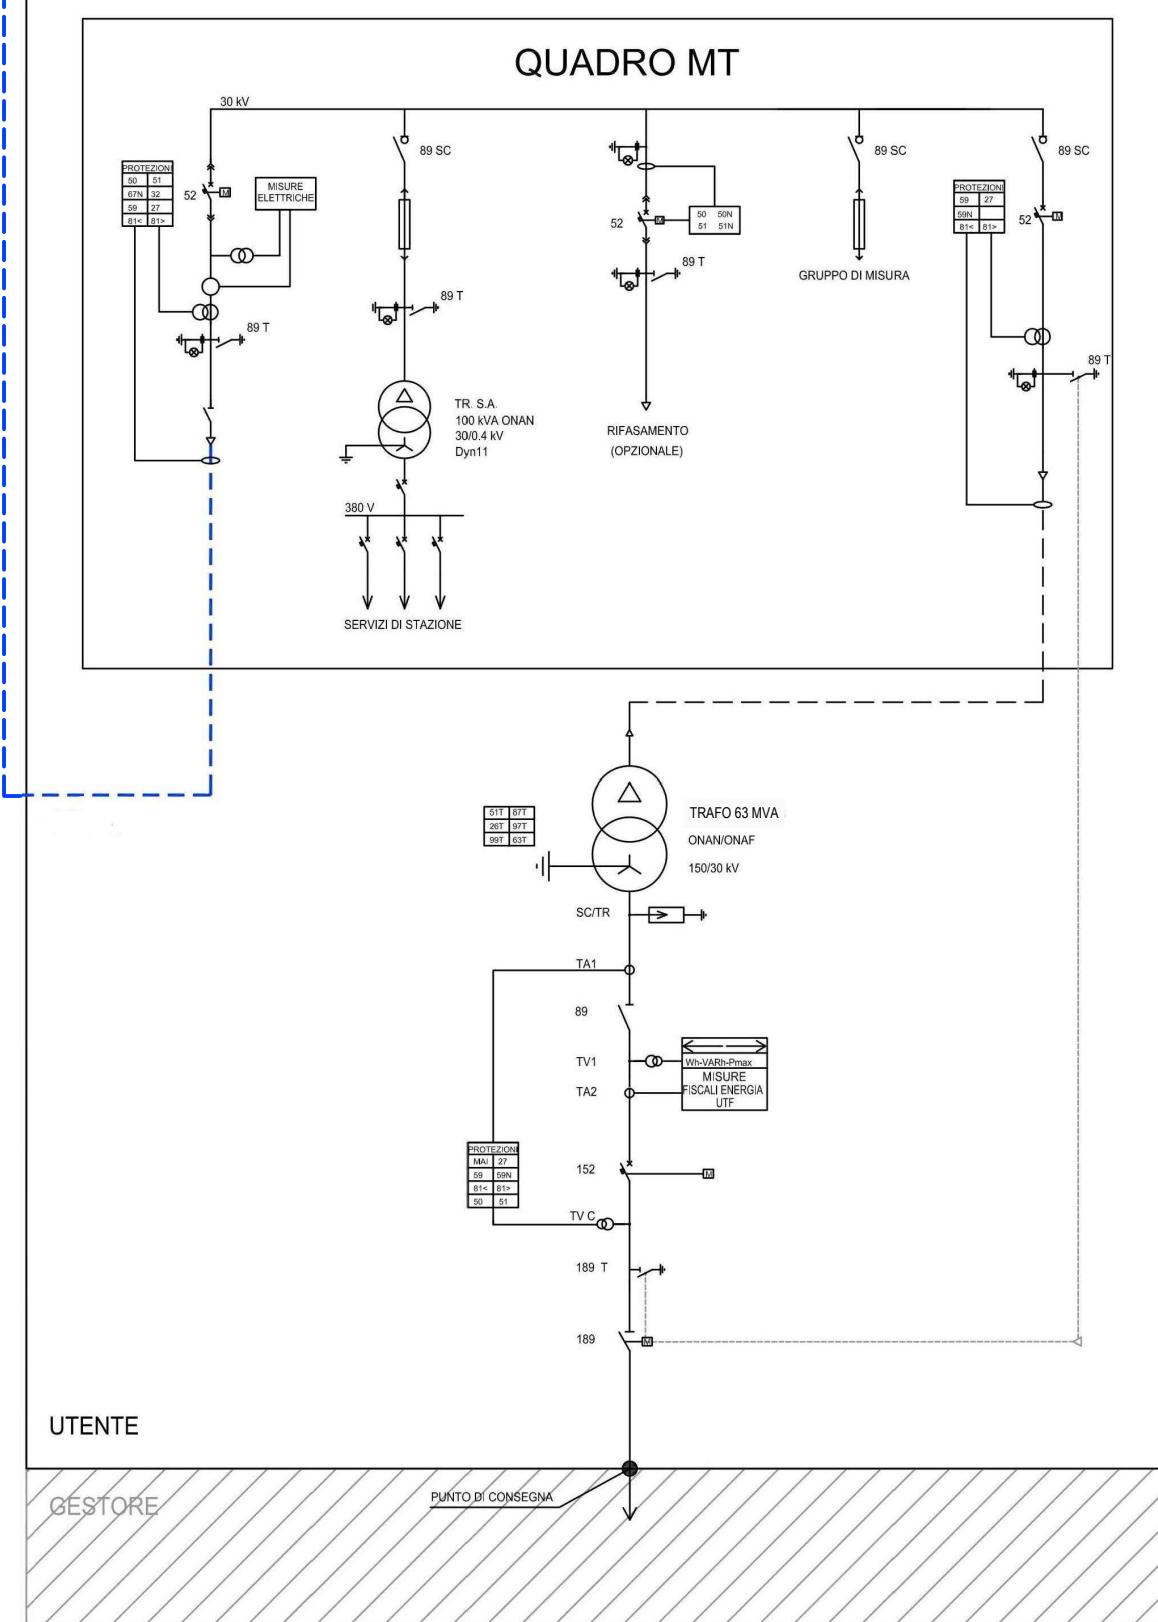 QUADRO MT
30 kV
PROTEZIONI
50 51
67N 32
59 27
81< 81>
52
M
MISURE
ELETTRICHE
89 T
89 SC
89 T
TR. S.A.
100 kVA ONAN
30/0.4 kV
Dyn11
380 V
SERVIZI DI STAZIONE
52
M
50 50N
51 51N
89 T
RIFASAMENTO
(OPZIONALE)
89 SC
GRUPPO DI MISURA
89 SC
PROTEZIONI
59 27
59N
81< 81>
52
M
89 T
51T 87T
26T 97T
99T 63T
TRAFO 63 MVA
ONAN/ONAF
150/30 kV
SC/TR
TA1
89
TV1
Wh-VARh-Pmax
MISURE
FISCALI ENERGIA
UTF
TA2
PROTEZIONI
MAI 27
59 59N
81< 81>
50 51
152
M
TV C
189 T
189
M
UTENTE
GESTORE
PUNTO DI CONSEGNA